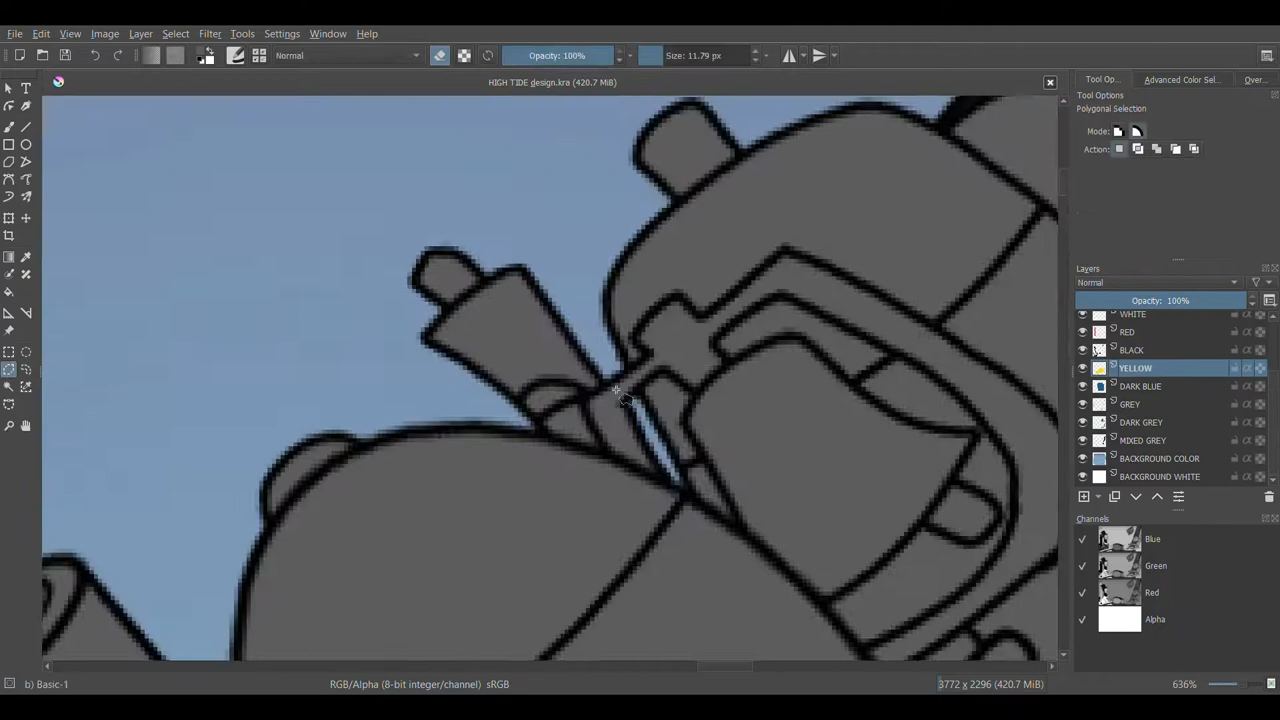 File Edit View Image Layer Select Filter Tools Settings Window Help
Normal Opacity: 100% Size: 11.79 px
HIGH TIDE design.kra (420.7 MiB)
Tool Op... Advanced Color Sel... Over...
Tool Options
Polygonal Selection
Mode:
Action:
Layers
Normal
Opacity: 100%
WHITE
RED
BLACK
YELLOW
DARK BLUE
GREY
DARK GREY
MIXED GREY
BACKGROUND COLOR
BACKGROUND WHITE
Channels
Blue
Green
Red
Alpha
b) Basic-1 RGB/Alpha (8-bit integer/channel) sRGB 3772 x 2296 (420.7 MiB) 636%